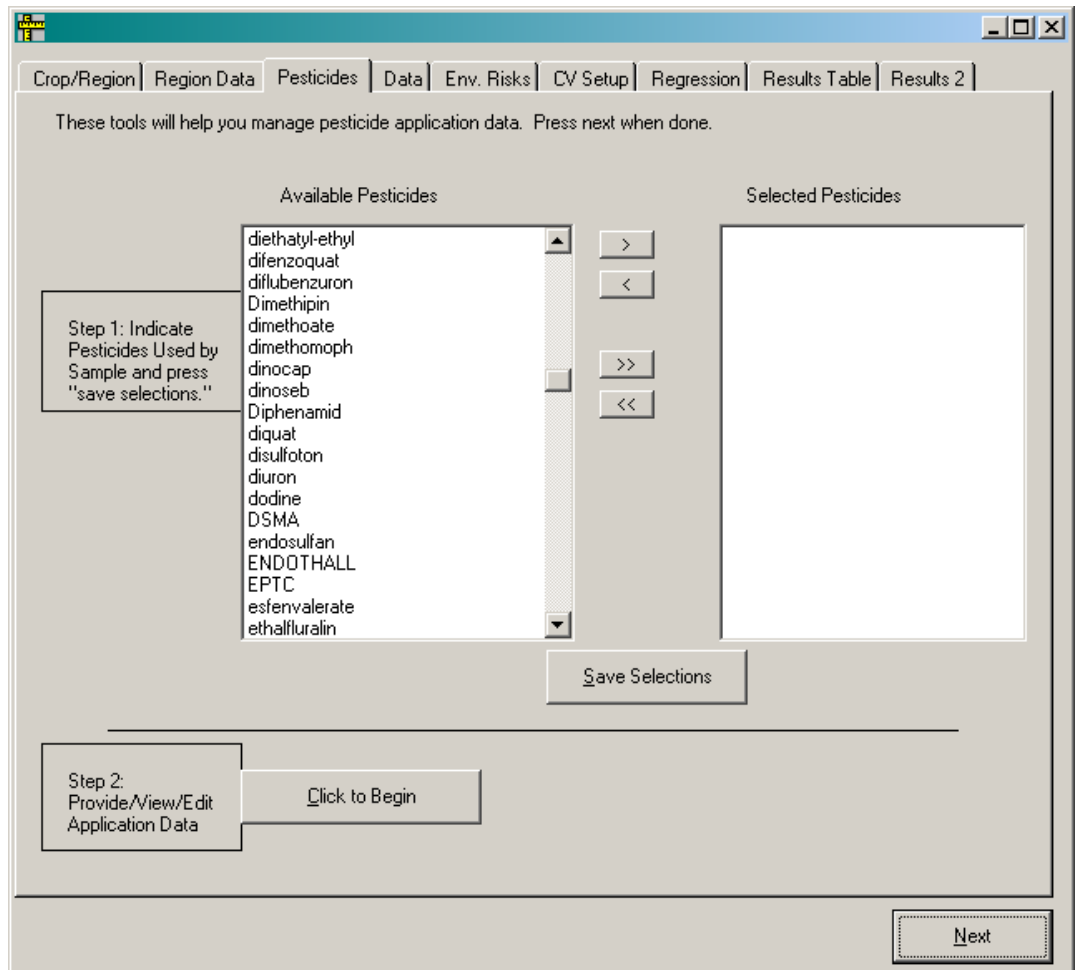 Crop/Region
Region Data
Pesticides
Data
Env. Risks
CV Setup
Regression
Results Table
Results 2
These tools will help you manage pesticide application data. Press next when done.
Available Pesticides
Selected Pesticides
Step 1: Indicate
Pesticides Used by
Sample and press
"save selections."
diethatyl-ethyl
difenzoquat
diflubenzuron
Dimethipin
dimethoate
dimethomoph
dinocap
dinoseb
Diphenamid
diquat
disulfoton
diuron
dodine
DSMA
endosulfan
ENDOTHALL
EPTC
esfenvalerate
ethalfluralin
>
<
>>
<<
Save Selections
Step 2:
Provide/View/Edit
Application Data
Click to Begin
Next